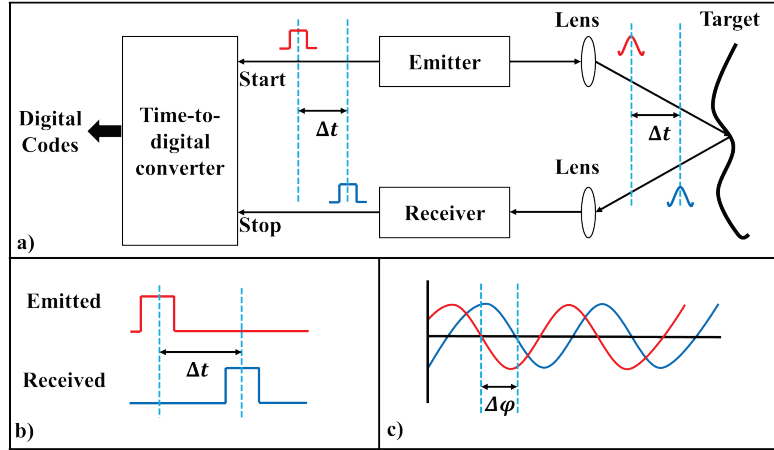 Lens
Target
Emitter
Start
Δt
Δt
Time-to-
digital
converter
Digital
Codes
Lens
Receiver
Stop
a)
Emitted
Δt
Received
b)
Δφ
c)